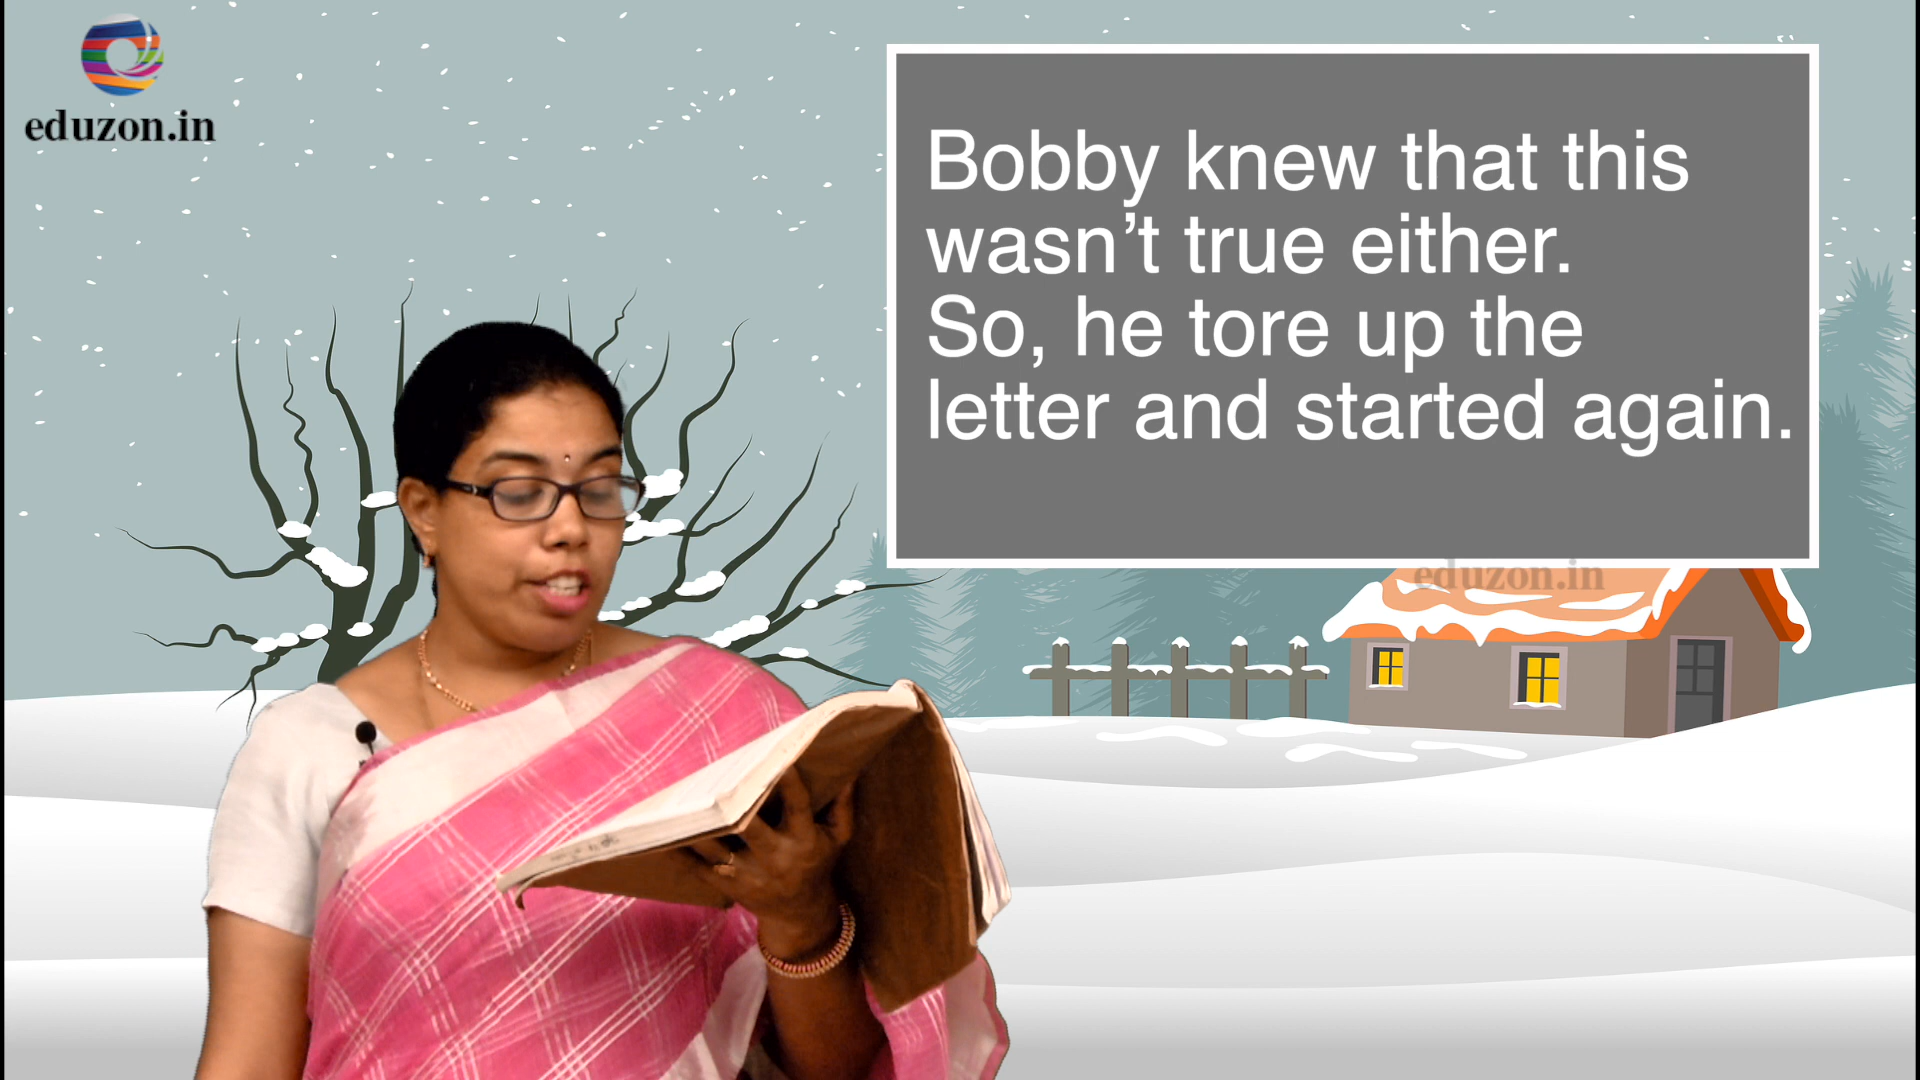 eduzon.in
Bobby knew that this
wasn’t true either.
So, he tore up the
letter and started again.
eduzon.in